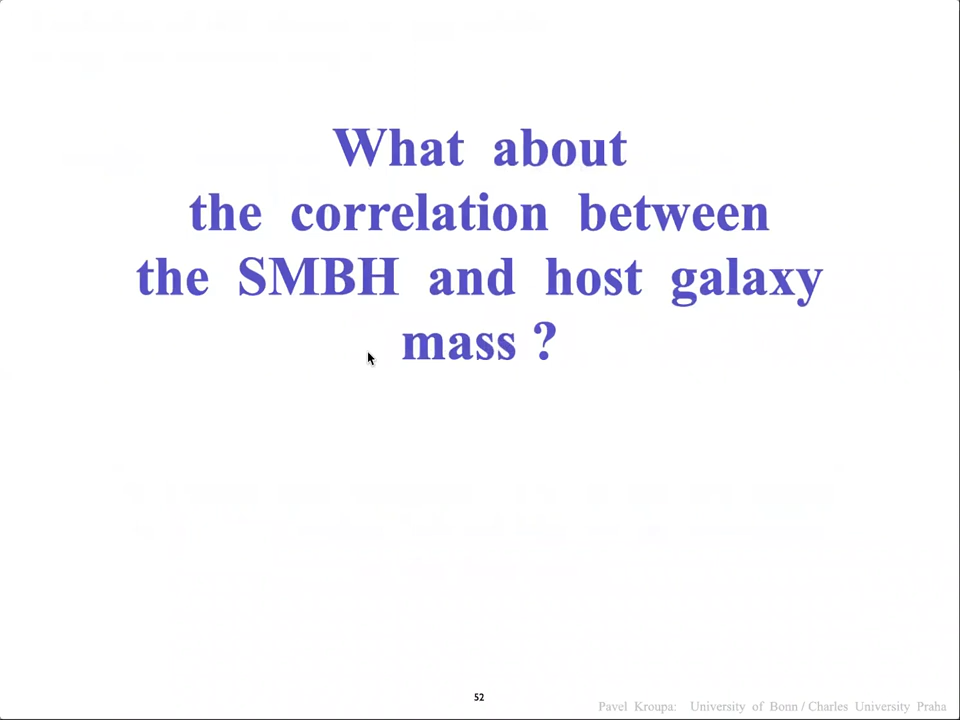 What about
the correlation between
the SMBH and host galaxy
mass ?
52
Pavel Kroupa: University of Bonn / Charles University Praha